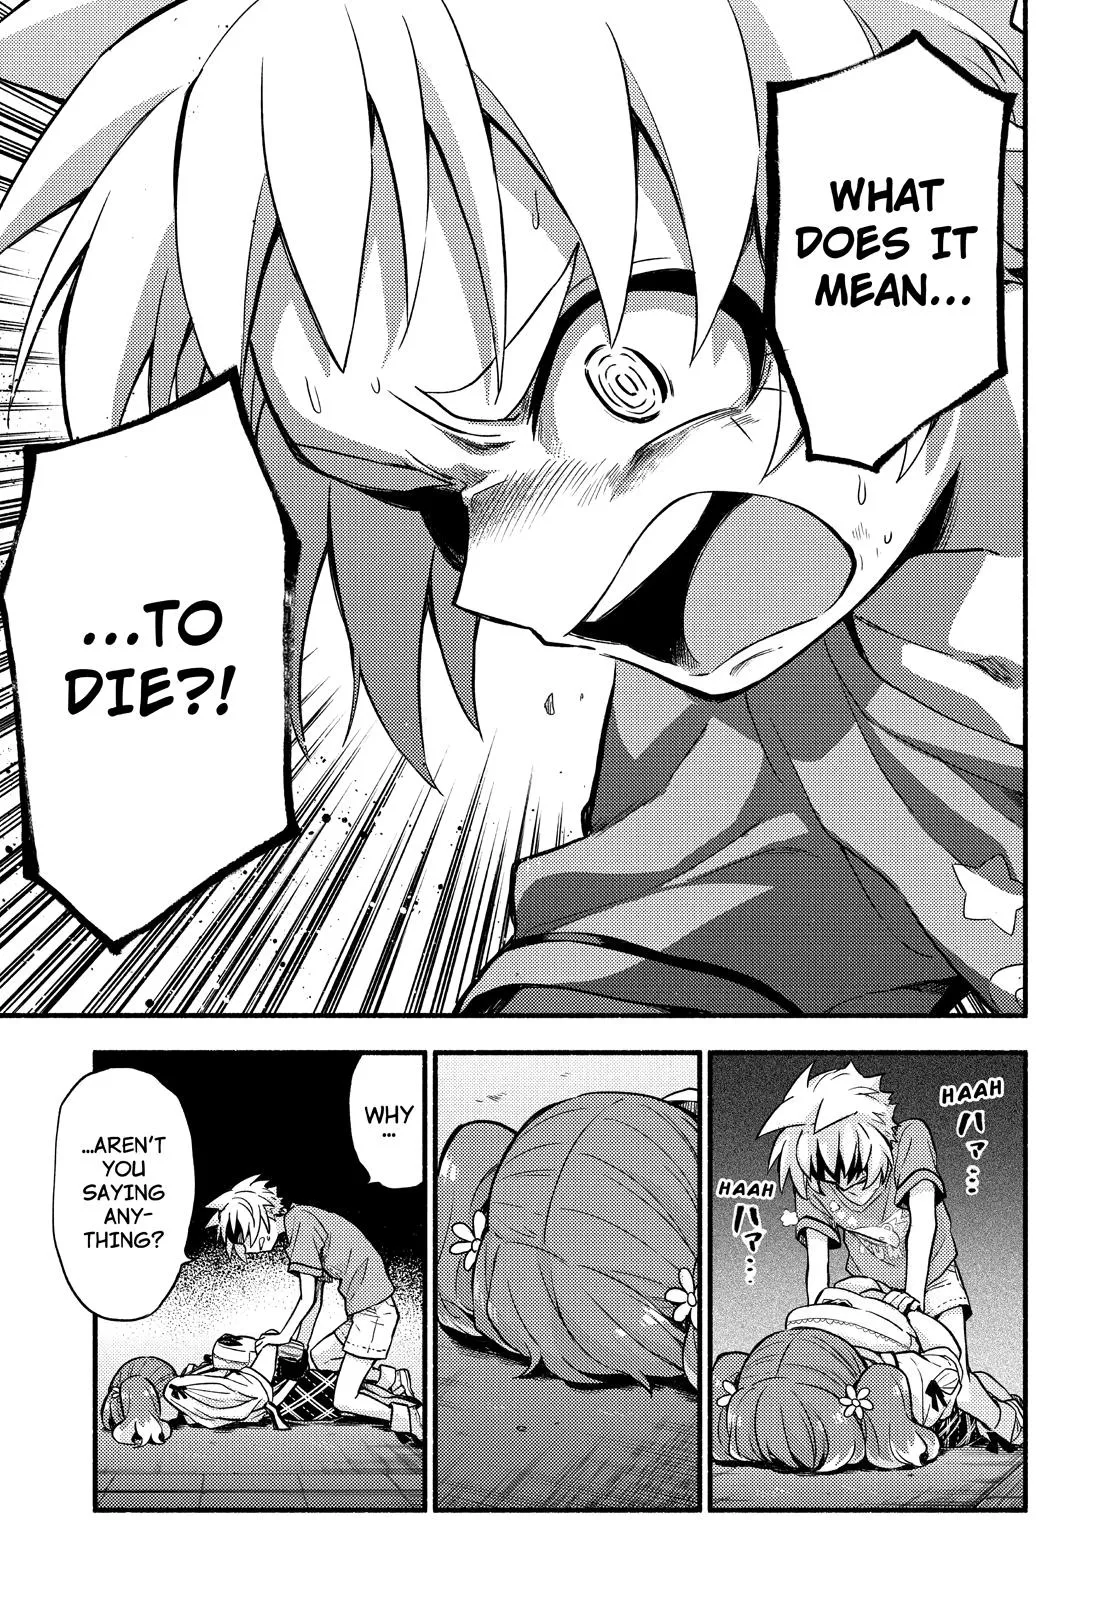 WHAT
DOES IT
MEAN...
...TO
DIE?!
HAAH
ハァ…
HAAH
ハァ…
WHY
...
...AREN'T
YOU
SAYING
ANY-
THING?